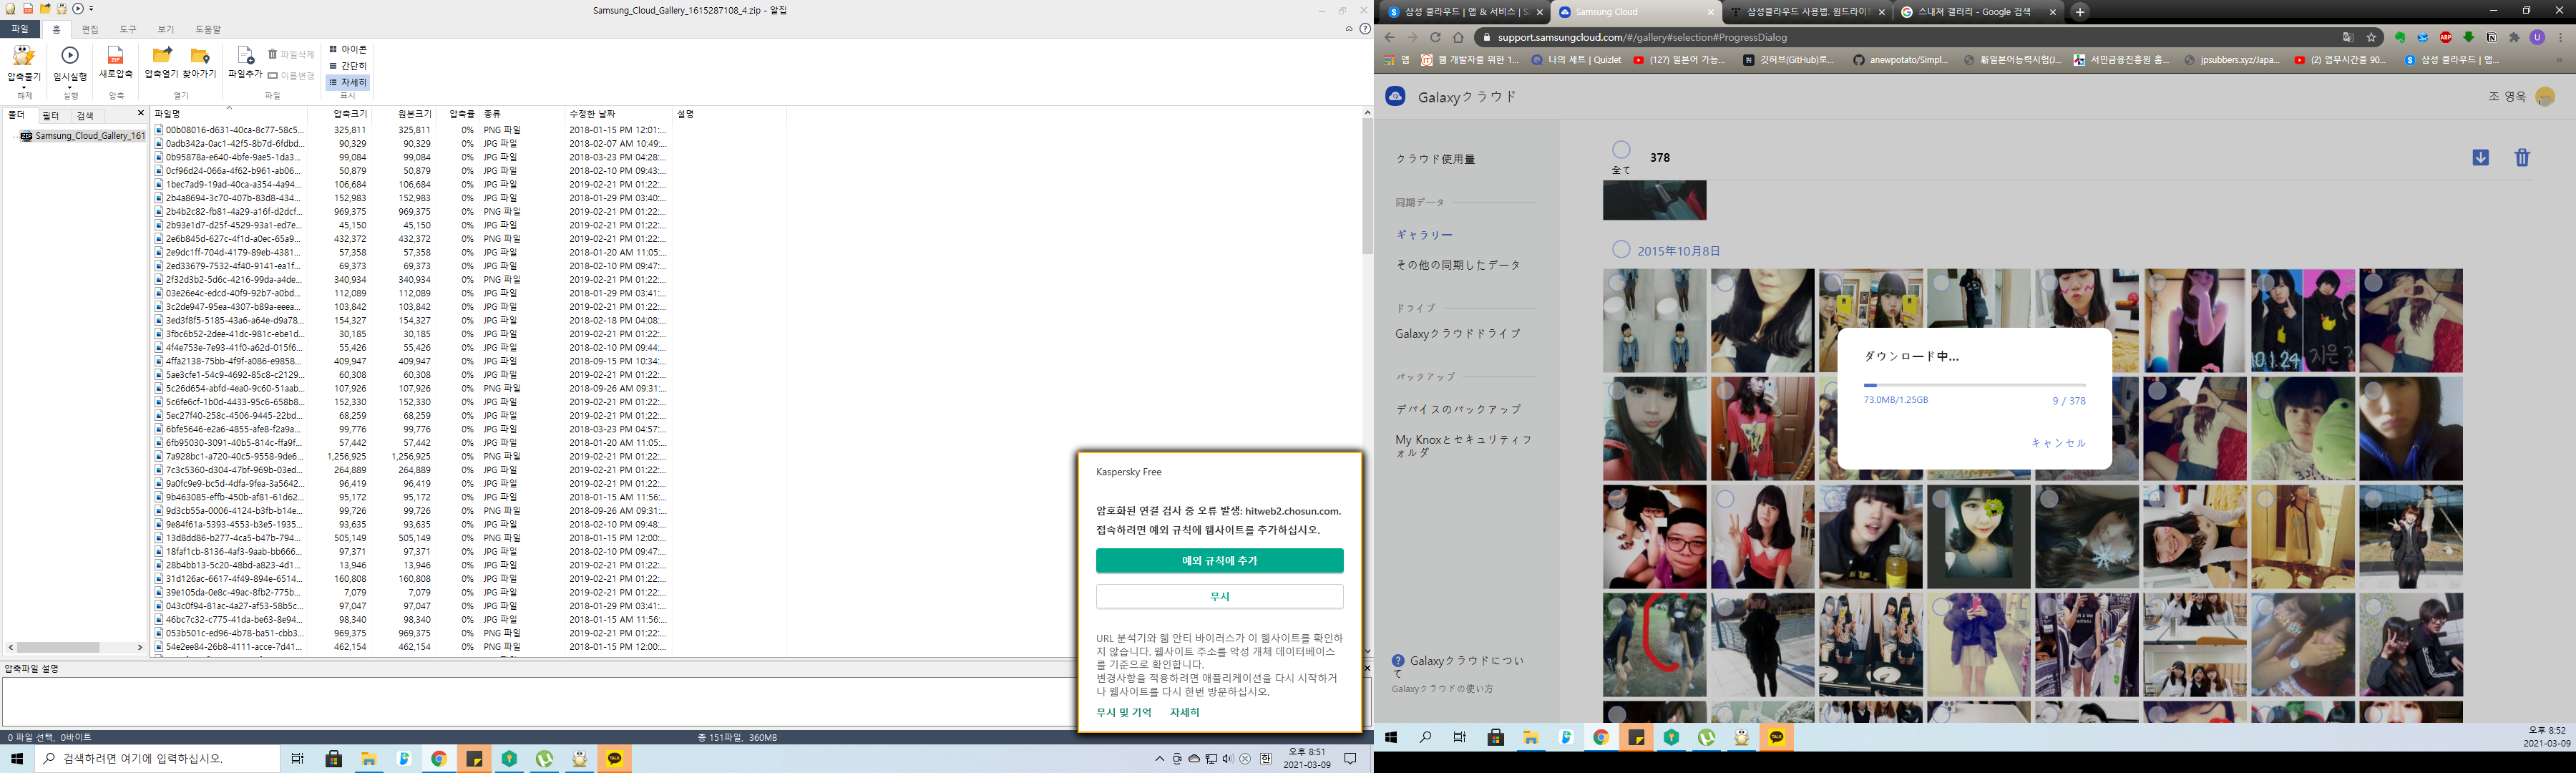 Samsung_Cloud_Gallery_1615287108_4.zip - 알집
파일
홈
편집
도구
보기
도움말
압축풀기
임시실행
새로압축
압축열기
찾아가기
파일추가
파일삭제
이름변경
아이콘
간단히
자세히
해제
실행
압축
열기
파일
표시
폴더
필터
검색
Samsung_Cloud_Gallery_161
파일명 압축크기 원본크기 압축률 종류 수정한 날짜 설명
00b08016-d631-40ca-8c77-58c5... 325,811 325,811 0% PNG 파일 2018-01-15 PM 12:01:...
0adb342a-0ac1-42f5-8b7d-6fdbd... 90,329 90,329 0% JPG 파일 2018-02-07 AM 10:49:...
0b95878a-e640-4bfe-9ae5-1da3... 99,084 99,084 0% JPG 파일 2018-03-23 PM 04:28:...
0cf96d24-066a-4f62-b961-ab06... 50,879 50,879 0% JPG 파일 2018-02-10 PM 09:43:...
1bec7ad9-19ad-40ca-a354-4a94... 106,684 106,684 0% JPG 파일 2019-02-21 PM 01:22:...
2b4a8694-3c70-407b-83d8-434... 152,983 152,983 0% JPG 파일 2018-01-29 PM 03:40:...
2b4b2c82-fb81-4a29-a16f-d2dcf... 969,375 969,375 0% PNG 파일 2019-02-21 PM 01:22:...
2b93e1d7-d25f-4529-93a1-ed7e... 45,150 45,150 0% JPG 파일 2019-02-21 PM 01:22:...
2e6b845d-627c-4f1d-a0ec-65a9... 432,372 432,372 0% PNG 파일 2019-02-21 PM 01:22:...
2e9dc1ff-704d-4179-89eb-4381... 57,358 57,358 0% JPG 파일 2018-01-20 AM 11:05:...
2ed33679-7532-4f40-9141-ea1f... 69,373 69,373 0% JPG 파일 2018-02-10 PM 09:47:...
2f32d3b2-5d6c-4216-99da-a4de... 340,934 340,934 0% PNG 파일 2019-02-21 PM 01:22:...
03e26e4c-edcd-40f9-92b7-a0bd... 112,089 112,089 0% JPG 파일 2018-01-29 PM 03:41:...
3c2de947-95ea-4307-b89a-eeea... 103,842 103,842 0% JPG 파일 2019-02-21 PM 01:22:...
3ed3f8f5-5185-43a6-a64e-d9a78... 154,327 154,327 0% JPG 파일 2018-02-18 PM 04:08:...
3fbc6b52-2dee-41dc-981c-ebe1d... 30,185 30,185 0% JPG 파일 2019-02-21 PM 01:22:...
4f4e753e-7e93-41f0-a62d-015f6... 55,426 55,426 0% JPG 파일 2018-02-10 PM 09:44:...
4ffa2138-75bb-4f9f-a086-e9858... 409,947 409,947 0% JPG 파일 2018-09-15 PM 10:34:...
5ae3cfe1-54c9-4692-85c8-c2129... 60,308 60,308 0% JPG 파일 2019-02-21 PM 01:22:...
5c26d654-abfd-4ea0-9c60-51aab... 107,926 107,926 0% PNG 파일 2018-09-26 AM 09:31:...
5c6fe6cf-1b0d-4433-95c6-658b8... 152,330 152,330 0% JPG 파일 2019-02-21 PM 01:22:...
5ec27f40-258c-4506-9445-22bd... 68,259 68,259 0% JPG 파일 2019-02-21 PM 01:22:...
6bfe5646-e2a6-4855-afe8-f2a9a... 99,776 99,776 0% JPG 파일 2018-03-23 PM 04:57:...
6fb95030-3091-40b5-814c-ffa9f... 57,442 57,442 0% JPG 파일 2018-01-20 AM 11:05:...
7a928bc1-a720-40c5-9558-9de6... 1,256,925 1,256,925 0% PNG 파일 2019-02-21 PM 01:22:...
7c3c5360-d304-47bf-969b-03ed... 264,889 264,889 0% JPG 파일 2019-02-21 PM 01:22:...
9a0fc9e9-bc5d-4dfa-9fea-3a5642... 96,419 96,419 0% JPG 파일 2019-02-21 PM 01:22:...
9b463085-effb-450b-af81-61d62... 95,172 95,172 0% JPG 파일 2018-01-15 AM 11:56:...
9d3cb55a-0006-4124-b3fb-b14e... 99,726 99,726 0% PNG 파일 2018-09-26 AM 09:31:...
9e84f61a-5393-4553-b3e5-1935... 93,635 93,635 0% JPG 파일 2018-02-10 PM 09:48:...
13d8dd86-b277-4ca5-b47b-794... 505,149 505,149 0% PNG 파일 2018-01-15 PM 12:00:...
18faf1cb-8136-4af3-9aab-bb666... 97,371 97,371 0% JPG 파일 2018-02-10 PM 09:47:...
28b4bb13-5c20-48bd-a823-4d1... 13,946 13,946 0% JPG 파일 2019-02-21 PM 01:22:...
31d126ac-6617-4f49-894e-6514... 160,808 160,808 0% JPG 파일 2019-02-21 PM 01:22:...
39e105da-0e8c-49ac-8fb2-775b... 7,079 7,079 0% JPG 파일 2019-02-21 PM 01:22:...
043c0f94-81ac-4a27-af53-58b5c... 97,047 97,047 0% JPG 파일 2018-01-29 PM 03:41:...
46bc7c32-c775-41da-be63-8e94... 98,340 98,340 0% JPG 파일 2018-01-15 AM 11:56:...
053b501c-ed96-4b78-ba51-cbb3... 969,375 969,375 0% PNG 파일 2019-02-21 PM 01:22:...
54e2ee84-26b8-4111-acce-7d41... 462,154 462,154 0% PNG 파일 2018-01-15 PM 12:00:...
압축파일 설명
0 파일 선택, 0바이트
총 151파일, 360MB
Kaspersky Free
암호화된 연결 검사 중 오류 발생: hitweb2.chosun.com.
접속하려면 예외 규칙에 웹사이트를 추가하십시오.
예외 규칙에 추가
무시
URL 분석기와 웹 안티 바이러스가 이 웹사이트를 확인하
지 않습니다. 웹사이트 주소를 악성 개체 데이터베이스
를 기준으로 확인합니다.
변경사항을 적용하려면 애플리케이션을 다시 시작하거
나 웹사이트를 다시 한번 방문하십시오.
무시 및 기억
자세히
검색하려면 여기에 입력하십시오.
TALK
한
오후 8:51
2021-03-09
삼성 클라우드 | 앱 & 서비스 | S
Samsung Cloud
삼성클라우드 사용법. 원드라이브
스내져 갤러리 - Google 검색
support.samsungcloud.com/#/gallery#selection#ProgressDialog
ABP
U
앱
웹 개발자를 위한 1...
나의 세트 | Quizlet
(127) 일본어 가능...
깃허브(GitHub)로...
anewpotato/Simpl...
新일본어능력시험(J...
서민금융진흥원 홈...
jpsubbers.xyz/Japa...
(2) 업무시간을 90...
삼성 클라우드 | 앱...
Galaxyクラウド
조 영욱
クラウド使用量
同期データ
ギャラリー
その他の同期したデータ
ドライブ
Galaxyクラウドドライブ
バックアップ
デバイスのバックアップ
My Knoxとセキュリティフ
ォルダ
Galaxyクラウドについ
て
Galaxyクラウドの使い方
全て
378
2015年10月8日
ダウンロード中...
73.0MB/1.25GB
9 / 378
キャンセル
TALK
오후 8:52
2021-03-09